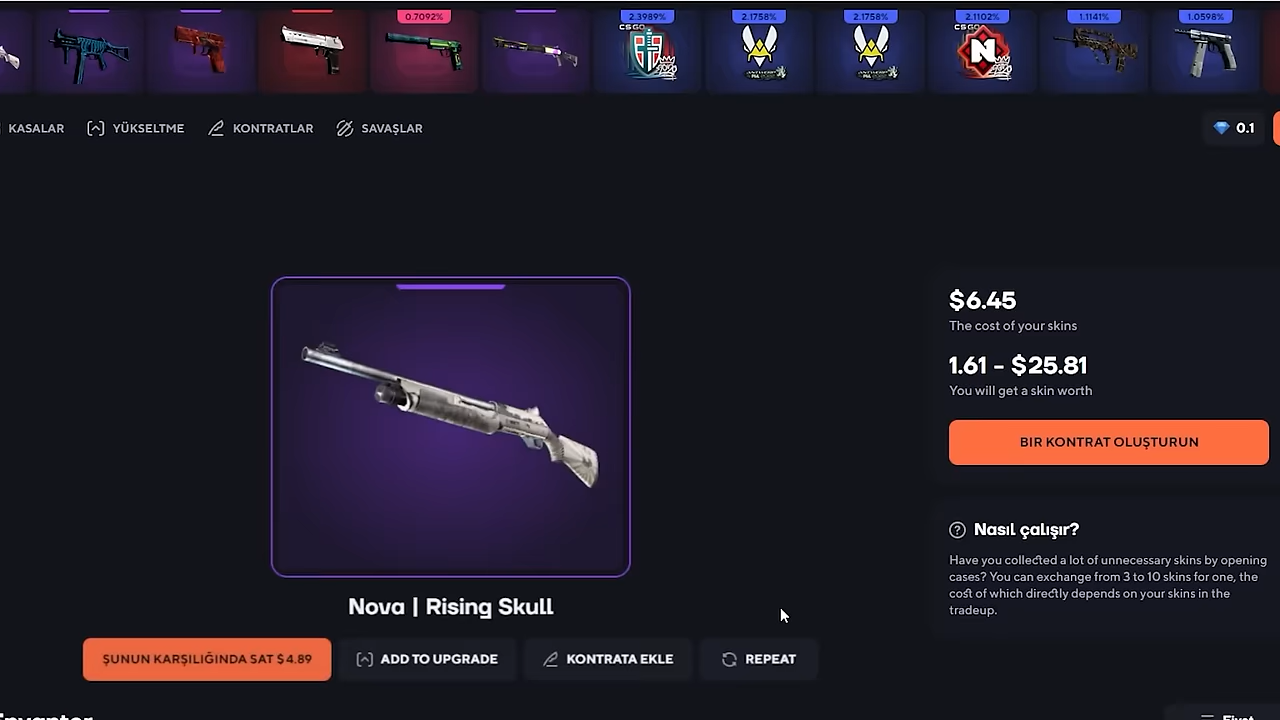 0.7092%
2.3989%
2.1758%
2.1758%
2.1102%
1.1141%
1.0598%
CS GO
CS GO
N
KASALAR
YÜKSELTME
KONTRATLAR
SAVAŞLAR
0.1
$6.45
The cost of your skins
1.61 - $25.81
You will get a skin worth
BIR KONTRAT OLUŞTURUN
Nasıl çalışır?
Have you collected a lot of unnecessary skins by opening
cases? You can exchange from 3 to 10 skins for one, the
cost of which directly depends on your skins in the
tradeup.
Nova | Rising Skull
ŞUNUN KARŞILIĞINDA SAT $4.89
ADD TO UPGRADE
KONTRATA EKLE
REPEAT